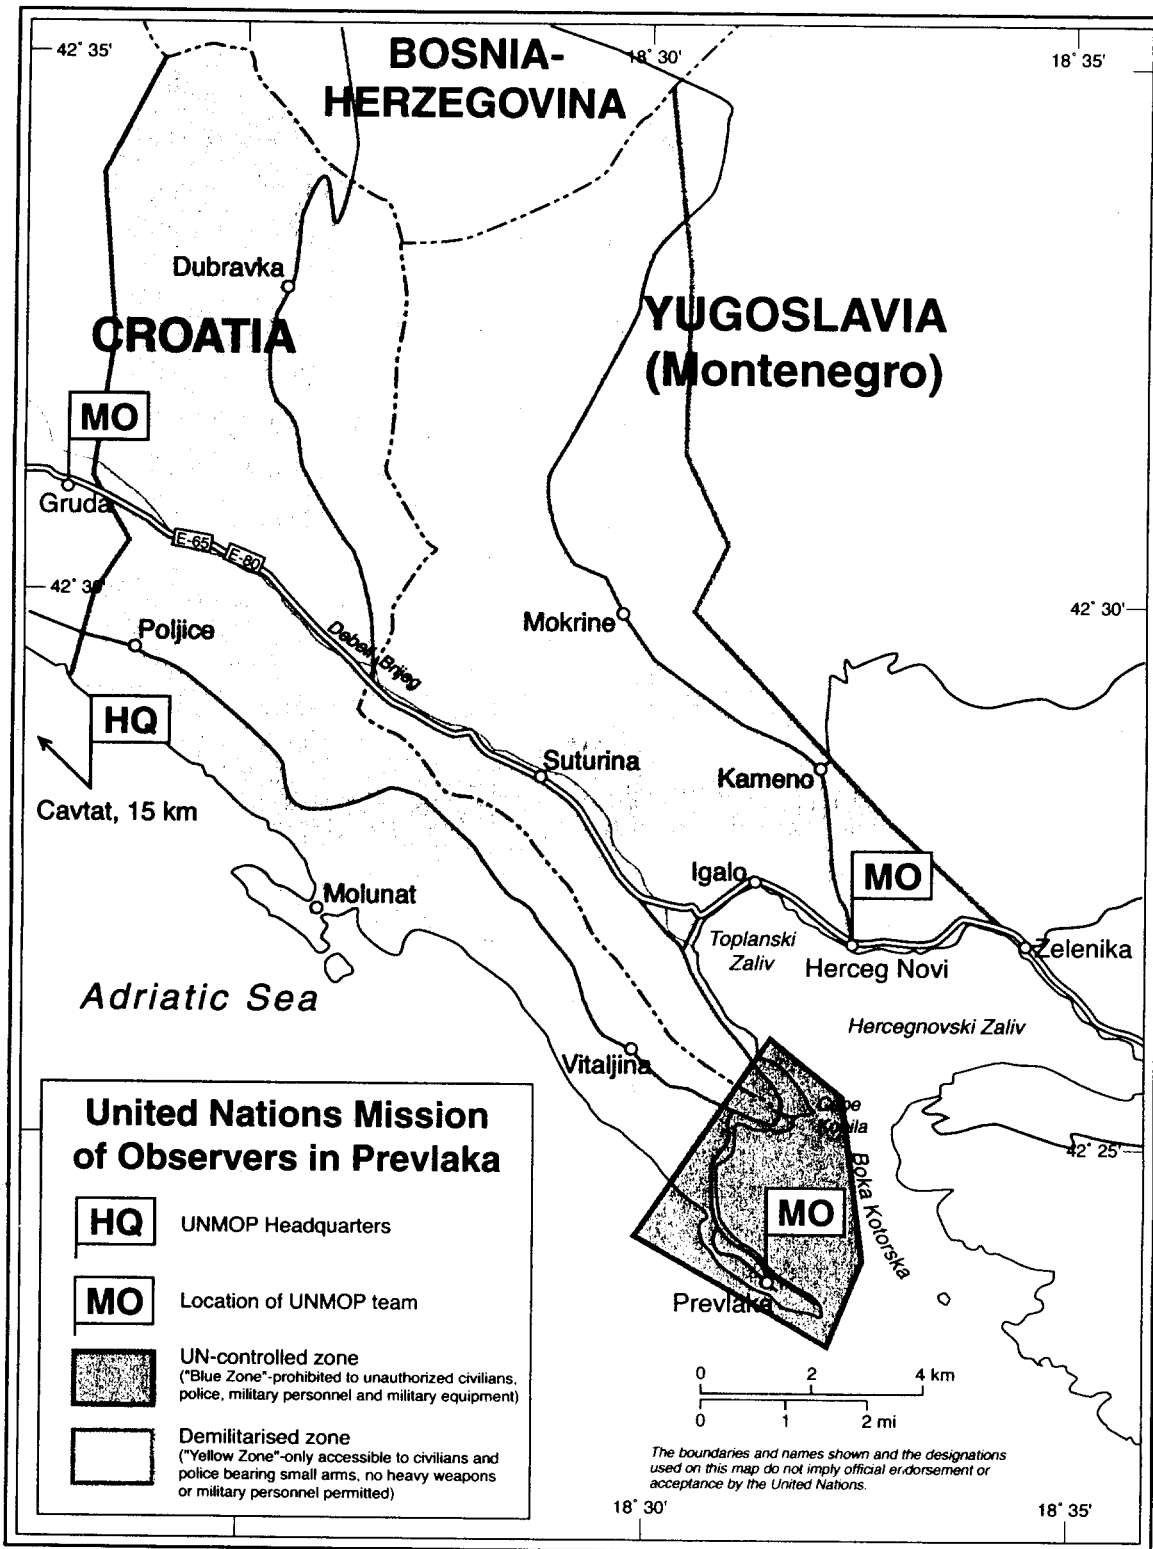 42° 35'
BOSNIA-
HERZEGOVINA
18° 30'
18° 35'
Dubravka
CROATIA
YUGOSLAVIA
(Montenegro)
MO
Gruda
E-65
E-80
42° 30'
42° 30'
Poljice
Debeli Brijeg
Mokrine
HQ
Cavtat, 15 km
Suturina
Kameno
Igalo
MO
Molunat
Toplanski
Zaliv
Herceg Novi
Zelenika
Adriatic Sea
Hercegnovski Zaliv
Vitaljina
Cape
Kobila
42° 25'
Boka Kotorska
MO
Prevlaka
United Nations Mission
of Observers in Prevlaka
HQ
UNMOP Headquarters
MO
Location of UNMOP team
UN-controlled zone
("Blue Zone"-prohibited to unauthorized civilians,
police, military personnel and military equipment)
Demilitarised zone
("Yellow Zone"-only accessible to civilians and
police bearing small arms, no heavy weapons
or military personnel permitted)
0 2 4 km
0 1 2 mi
The boundaries and names shown and the designations
used on this map do not imply official endorsement or
acceptance by the United Nations.
18° 30'
18° 35'